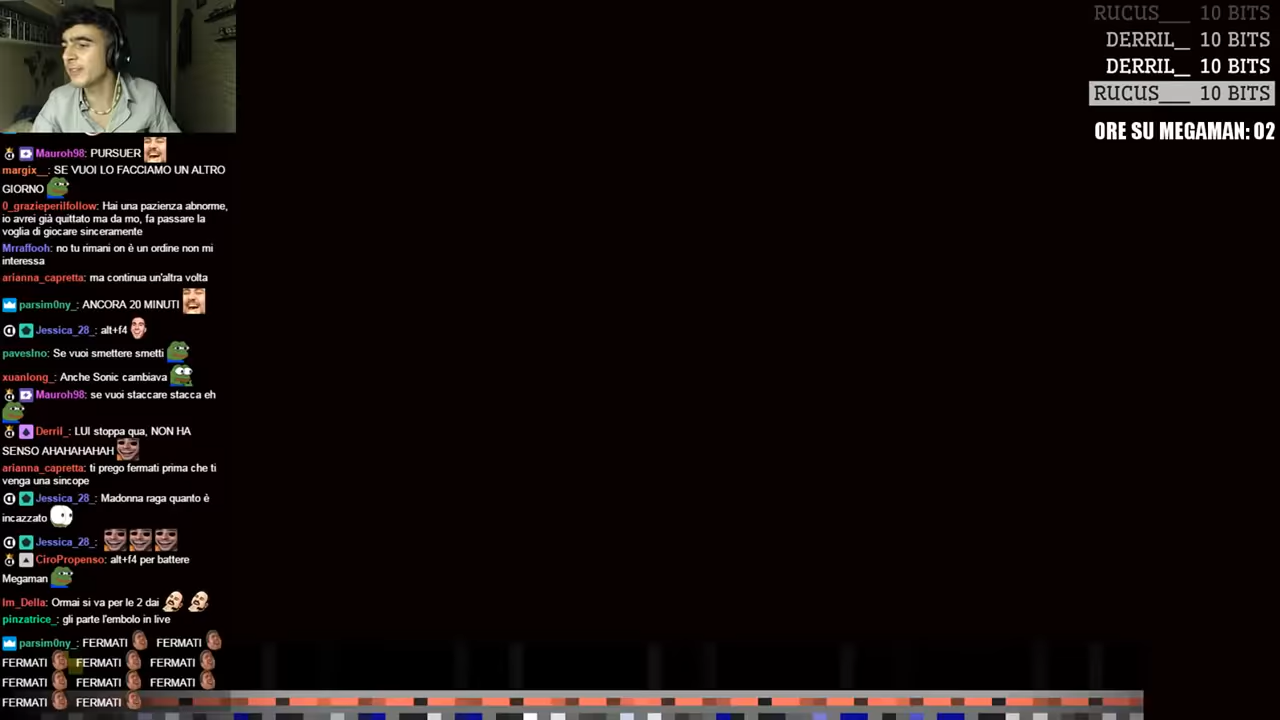 RUCUS___ 10 BITS
DERRIL_ 10 BITS
DERRIL_ 10 BITS
RUCUS___ 10 BITS
ORE SU MEGAMAN: 02
Mauroh98: PURSUER
margix__: SE VUOI LO FACCIAMO UN ALTRO
GIORNO
0_grazieperilfollow: Hai una pazienza abnorme,
io avrei già quittato ma da mo, fa passare la
voglia di giocare sinceramente
Mrraffooh: no tu rimani on è un ordine non mi
interessa
arianna_capretta: ma continua un'altra volta
parsim0ny_: ANCORA 20 MINUTI
Jessica_28_: alt+f4
paveslno: Se vuoi smettere smetti
xuanlong_: Anche Sonic cambiava
Mauroh98: se vuoi staccare stacca eh
Derril_: LUI stoppa qua, NON HA
SENSO AHAHAHAHAH
arianna_capretta: ti prego fermati prima che ti
venga una sincope
Jessica_28_: Madonna raga quanto è
incazzato
Jessica_28_:
CiroPropenso: alt+f4 per battere
Megaman
Im_Della: Ormai si va per le 2 dai
pinzatrice_: gli parte l'embolo in live
parsim0ny_: FERMATI FERMATI
FERMATI FERMATI FERMATI
FERMATI FERMATI FERMATI
FERMATI FERMATI